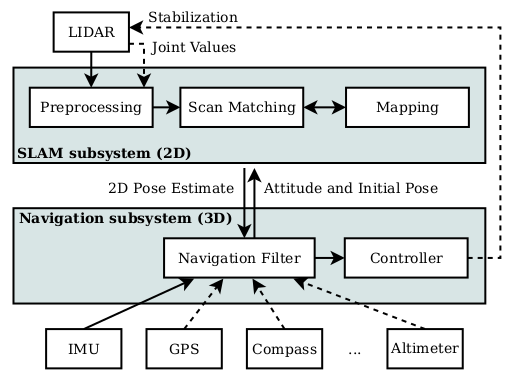 Stabilization
LIDAR
Joint Values
Preprocessing
Scan Matching
Mapping
SLAM subsystem (2D)
2D Pose Estimate
Attitude and Initial Pose
Navigation subsystem (3D)
Navigation Filter
Controller
IMU
GPS
Compass
...
Altimeter